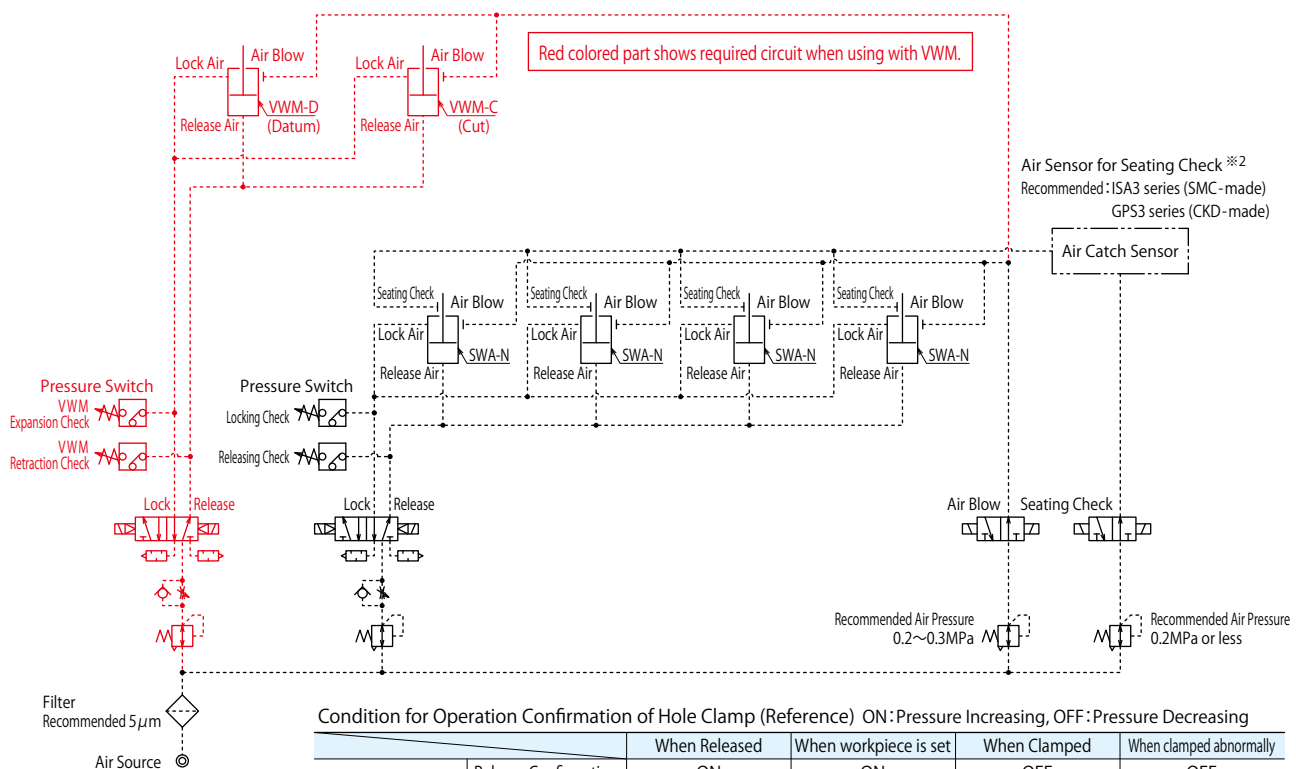 Lock Air
Air Blow
Lock Air
Air Blow
Red colored part shows required circuit when using with VWM.
VWM-D
(Datum)
VWM-C
(Cut)
Release Air
Release Air
Air Sensor for Seating Check ※2
Recommended：ISA3 series (SMC-made)
GPS3 series (CKD-made)
Air Catch Sensor
Seating Check
Air Blow
Seating Check
Air Blow
Seating Check
Air Blow
Seating Check
Air Blow
Lock Air
Lock Air
Lock Air
Lock Air
SWA-N
SWA-N
SWA-N
SWA-N
Release Air
Release Air
Release Air
Release Air
Pressure Switch
VWM
Expansion Check
VWM
Retraction Check
Pressure Switch
Locking Check
Releasing Check
Lock
Release
Lock
Release
Air Blow
Seating Check
Recommended Air Pressure
0.2～0.3MPa
Recommended Air Pressure
0.2MPa or less
Filter
Recommended 5μm
Air Source
Condition for Operation Confirmation of Hole Clamp (Reference) ON：Pressure Increasing, OFF：Pressure Decreasing
When Released
When workpiece is set
When Clamped
When clamped abnormally
Release Confirmation
ON
ON
OFF
OFF